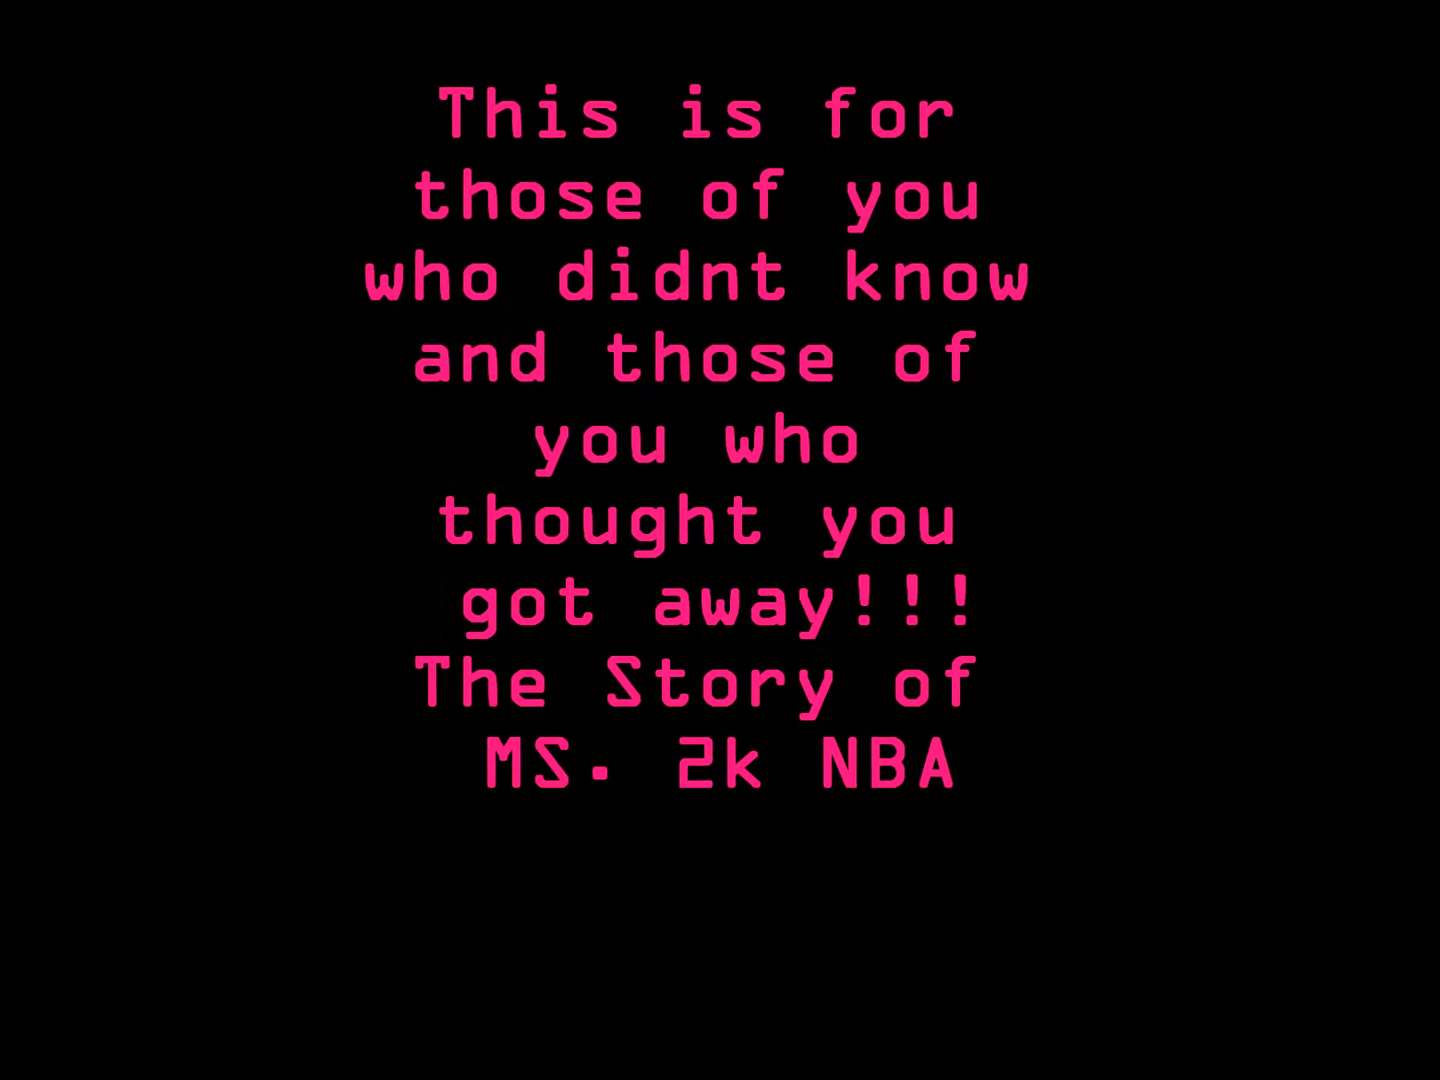 This is for
those of you
who didnt know
and those of
you who
thought you
got away!!!
The Story of
MS. 2k NBA